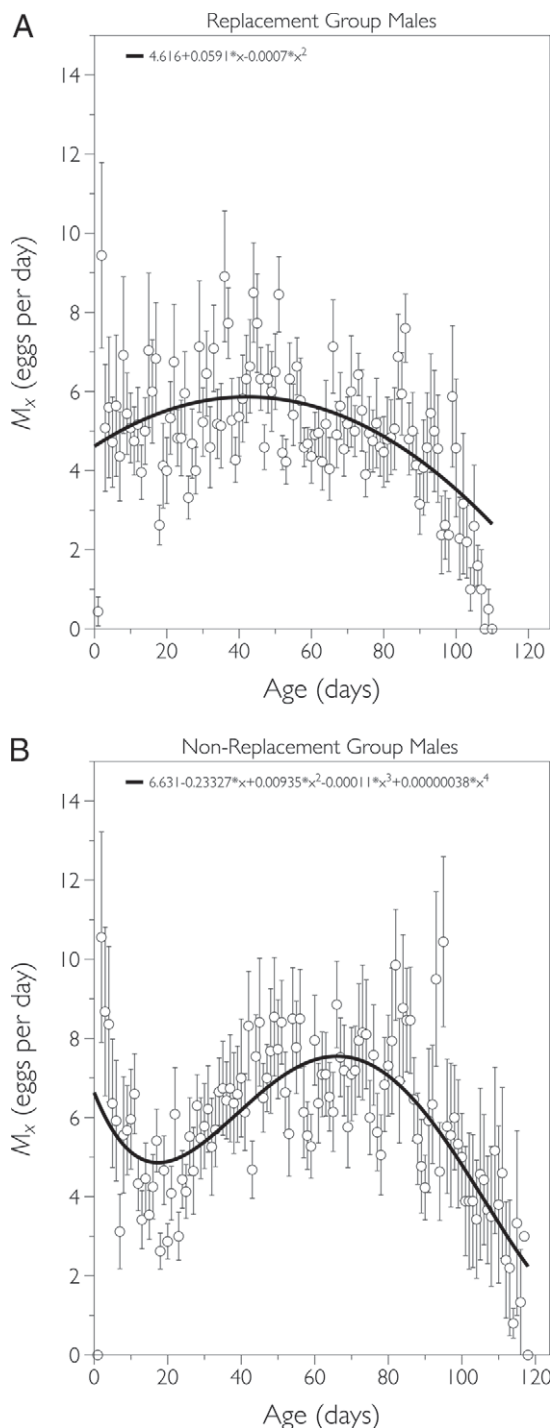 A
Replacement Group Males
4.616+0.0591*x-0.0007*x²
14
12
10
8
6
4
2
0
Mₓ (eggs per day)
0 20 40 60 80 100 120
Age (days)
B
Non-Replacement Group Males
6.631-0.23327*x+0.00935*x²-0.00011*x³+0.00000038*x⁴
14
12
10
8
6
4
2
0
Mₓ (eggs per day)
0 20 40 60 80 100 120
Age (days)